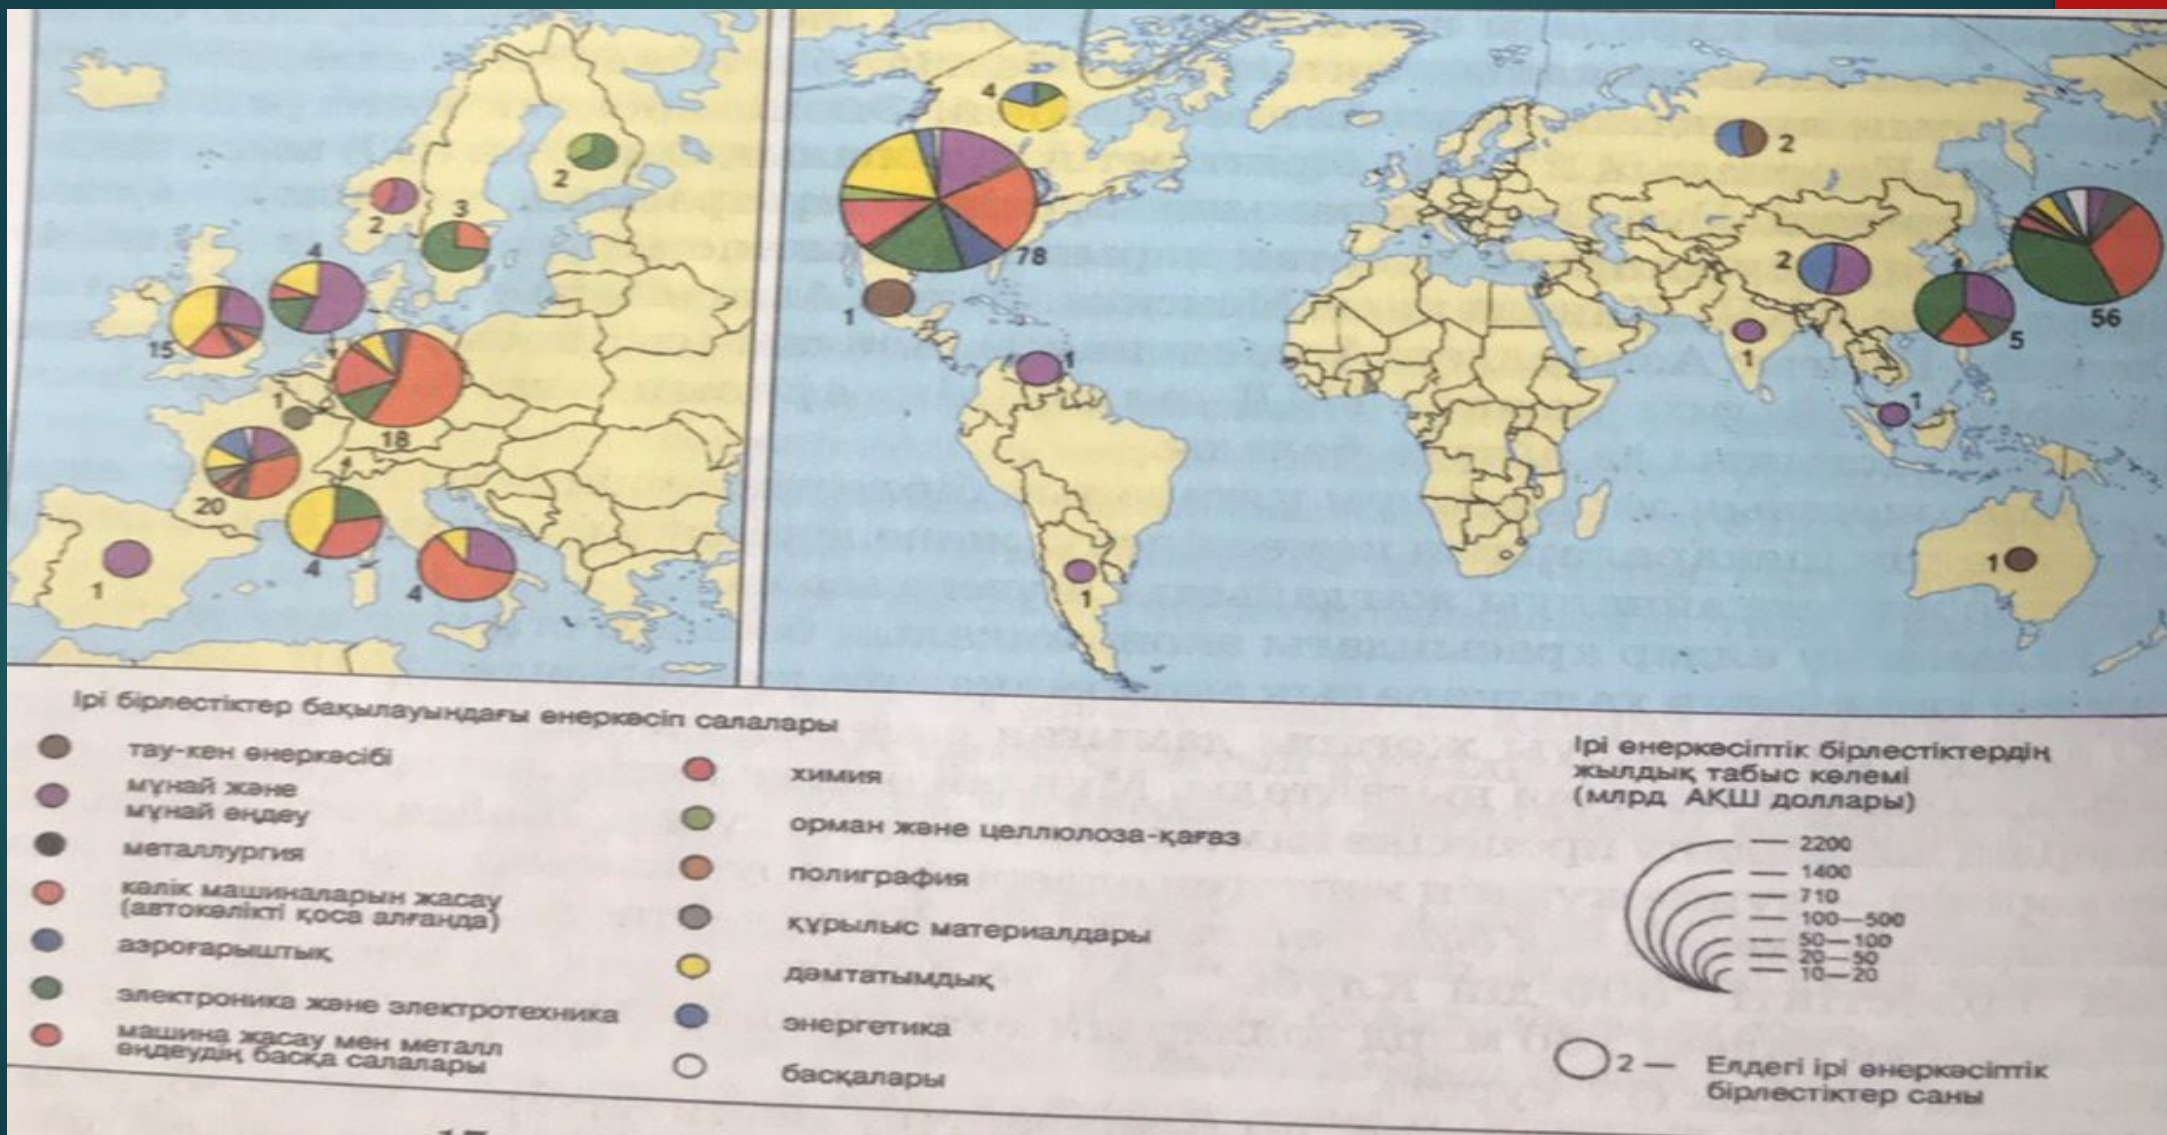 2
2
3
4
15
1
18
20
4
4
1
4
78
1
1
1
2
2
1
1
5
56
1
Ірі бірлестіктер бақылауындағы өнеркәсіп салалары
тау-кен өнеркәсібі
мұнай және
мұнай өңдеу
металлургия
көлік машиналарын жасау
(автокөлікті қоса алғанда)
аэроғарыштық
электроника және электротехника
машина жасау мен металл
өңдеудің басқа салалары
химия
орман және целлюлоза-қағаз
полиграфия
құрылыс материалдары
дәмтатымдық
энергетика
басқалары
Ірі өнеркәсіптік бірлестіктердің
жылдық табыс көлемі
(млрд АҚШ доллары)
2200
1400
710
100—500
50—100
20—50
10—20
2 — Елдегі ірі өнеркәсіптік
бірлестіктер саны